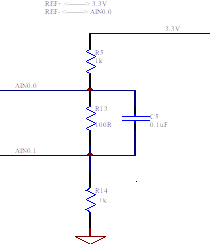 REF- <------> 3.3V
REF- <------> AIN0.0
3.3V
R5
1k
AIN0.0
R13
100R
C5
0.1uF
AIN0.1
R14
1k